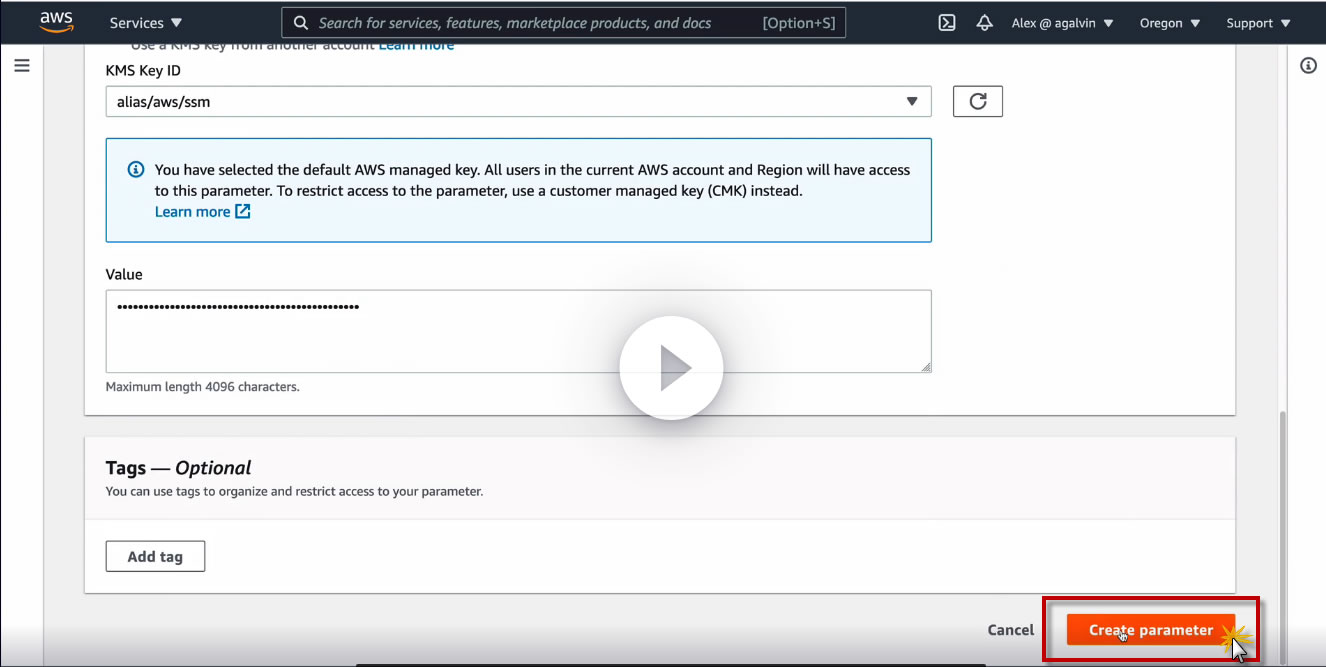 aws
Services
Search for services, features, marketplace products, and docs [Option+S]
Alex @ agalvin
Oregon
Support
Use a KMS key from another account Learn more
KMS Key ID
alias/aws/ssm
You have selected the default AWS managed key. All users in the current AWS account and Region will have access
to this parameter. To restrict access to the parameter, use a customer managed key (CMK) instead.
Learn more
Value
Maximum length 4096 characters.
Tags — Optional
You can use tags to organize and restrict access to your parameter.
Add tag
Cancel
Create parameter